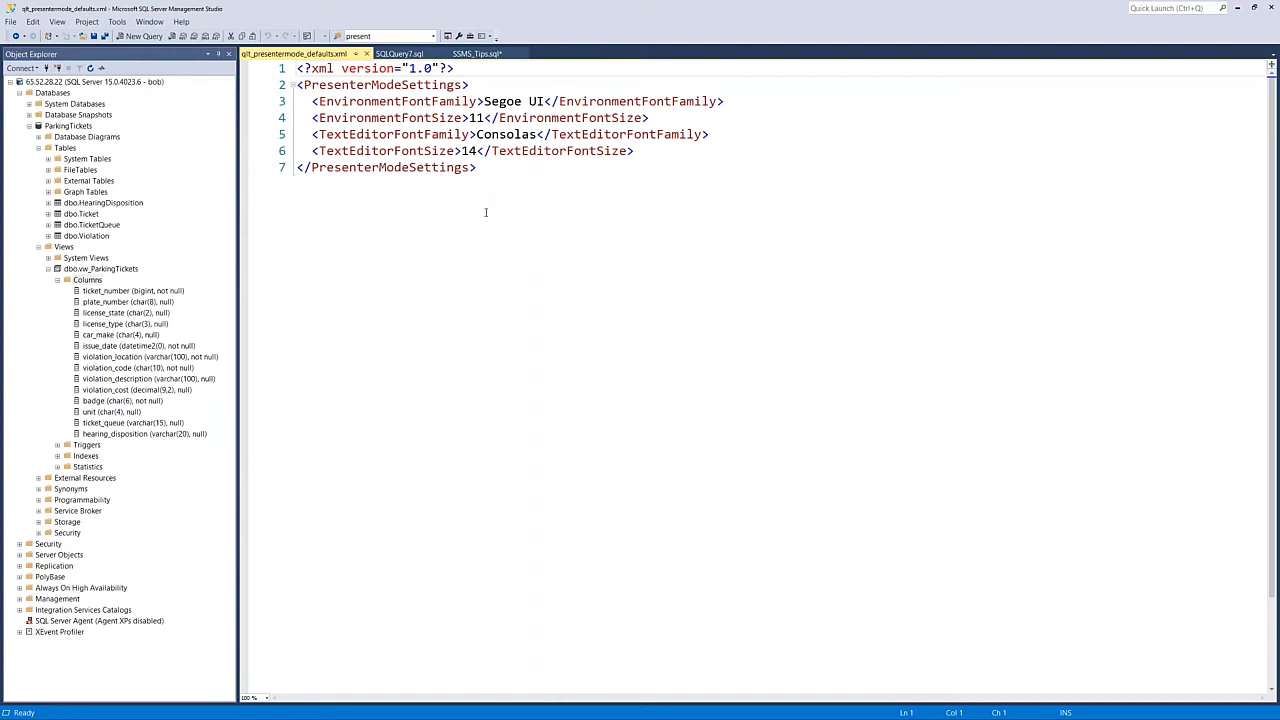 qlt_presentermode_defaults.xml - Microsoft SQL Server Management Studio
Quick Launch (Ctrl+Q)
File Edit View Project Tools Window Help
New Query
present
Object Explorer
qlt_presentermode_defaults.xml SQLQuery7.sql SSMS_Tips.sql*
Connect
65.52.28.22 (SQL Server 15.0.4023.6 - bob)
Databases
System Databases
Database Snapshots
ParkingTickets
Database Diagrams
Tables
System Tables
FileTables
External Tables
Graph Tables
dbo.HearingDisposition
dbo.Ticket
dbo.TicketQueue
dbo.Violation
Views
System Views
dbo.vw_ParkingTickets
Columns
ticket_number (bigint, not null)
plate_number (char(8), null)
license_state (char(2), null)
license_type (char(3), null)
car_make (char(4), null)
issue_date (datetime2(0), not null)
violation_location (varchar(100), not null)
violation_code (char(10), not null)
violation_description (varchar(100), null)
violation_cost (decimal(9,2), null)
badge (char(6), not null)
unit (char(4), null)
ticket_queue (varchar(15), null)
hearing_disposition (varchar(20), null)
Triggers
Indexes
Statistics
External Resources
Synonyms
Programmability
Service Broker
Storage
Security
Security
Server Objects
Replication
PolyBase
Always On High Availability
Management
Integration Services Catalogs
SQL Server Agent (Agent XPs disabled)
XEvent Profiler
1 <?xml version="1.0"?>
2 <PresenterModeSettings>
3 <EnvironmentFontFamily>Segoe UI</EnvironmentFontFamily>
4 <EnvironmentFontSize>11</EnvironmentFontSize>
5 <TextEditorFontFamily>Consolas</TextEditorFontFamily>
6 <TextEditorFontSize>14</TextEditorFontSize>
7 </PresenterModeSettings>
100 %
Ready Ln 1 Col 1 Ch 1 INS